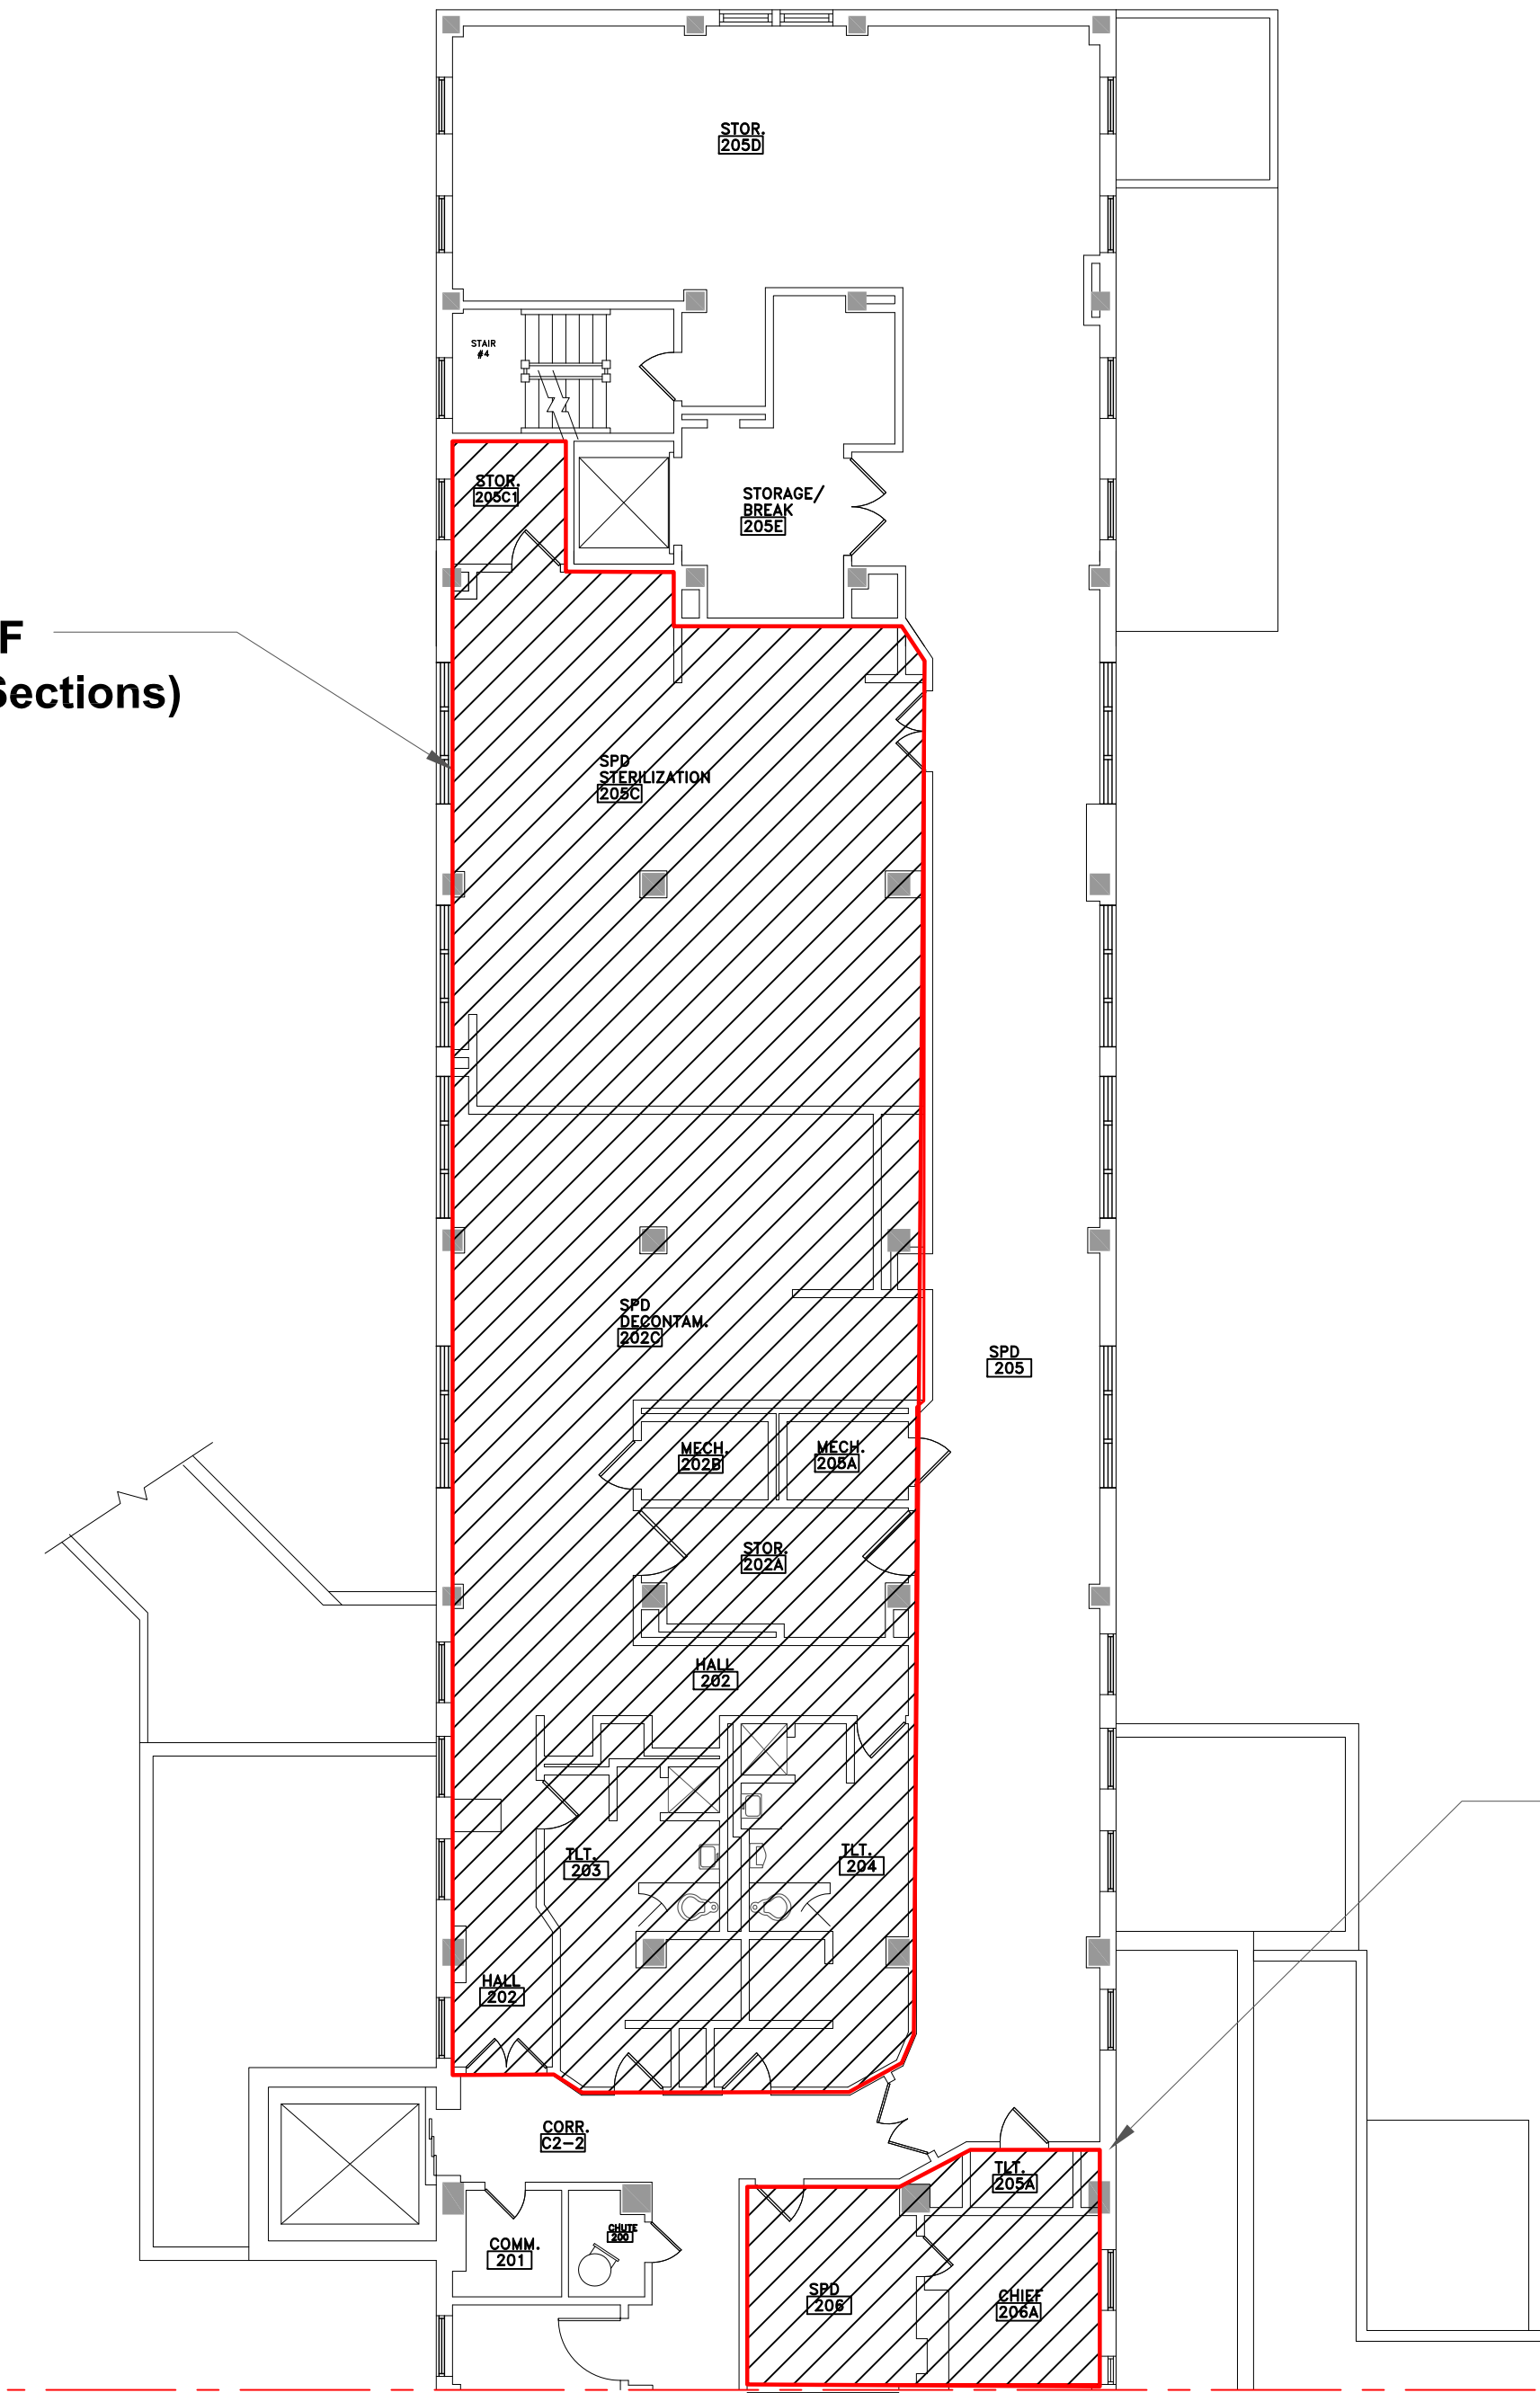 STOR.
205D
STAIR
#4
STOR.
205C1
STORAGE/
BREAK
205E
F
Sections)
SPD
STERILIZATION
205C
SPD
DECONTAM.
202C
SPD
205
MECH.
202B
MECH.
205A
STOR.
202A
HALL
202
TLT.
203
TLT.
204
HALL
202
CORR.
C2-2
TLT.
205A
CHUTE
200
COMM.
201
SPD
206
CHIEF
206A